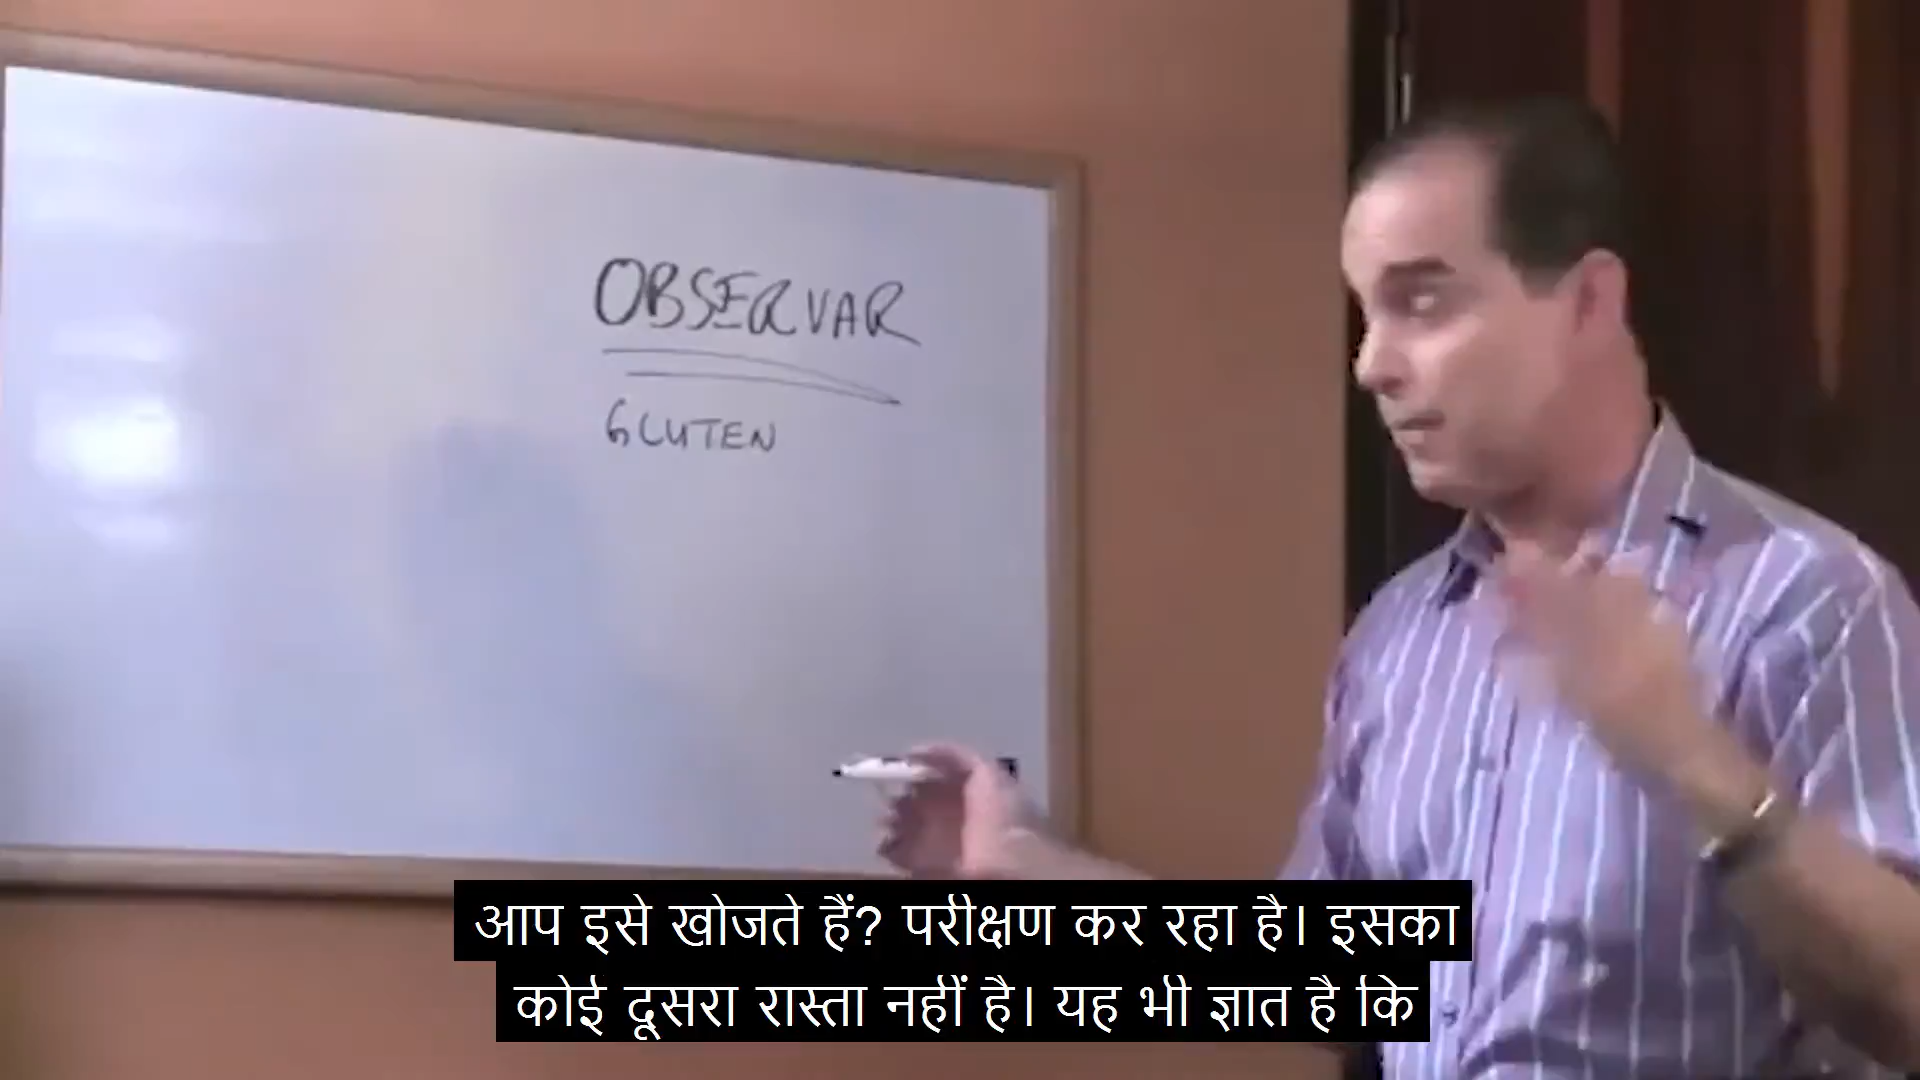 OBSERVAR
GLUTEN
आप इसे खोजते हैं? परीक्षण कर रहा है। इसका
कोई दूसरा रास्ता नहीं है। यह भी ज्ञात है कि